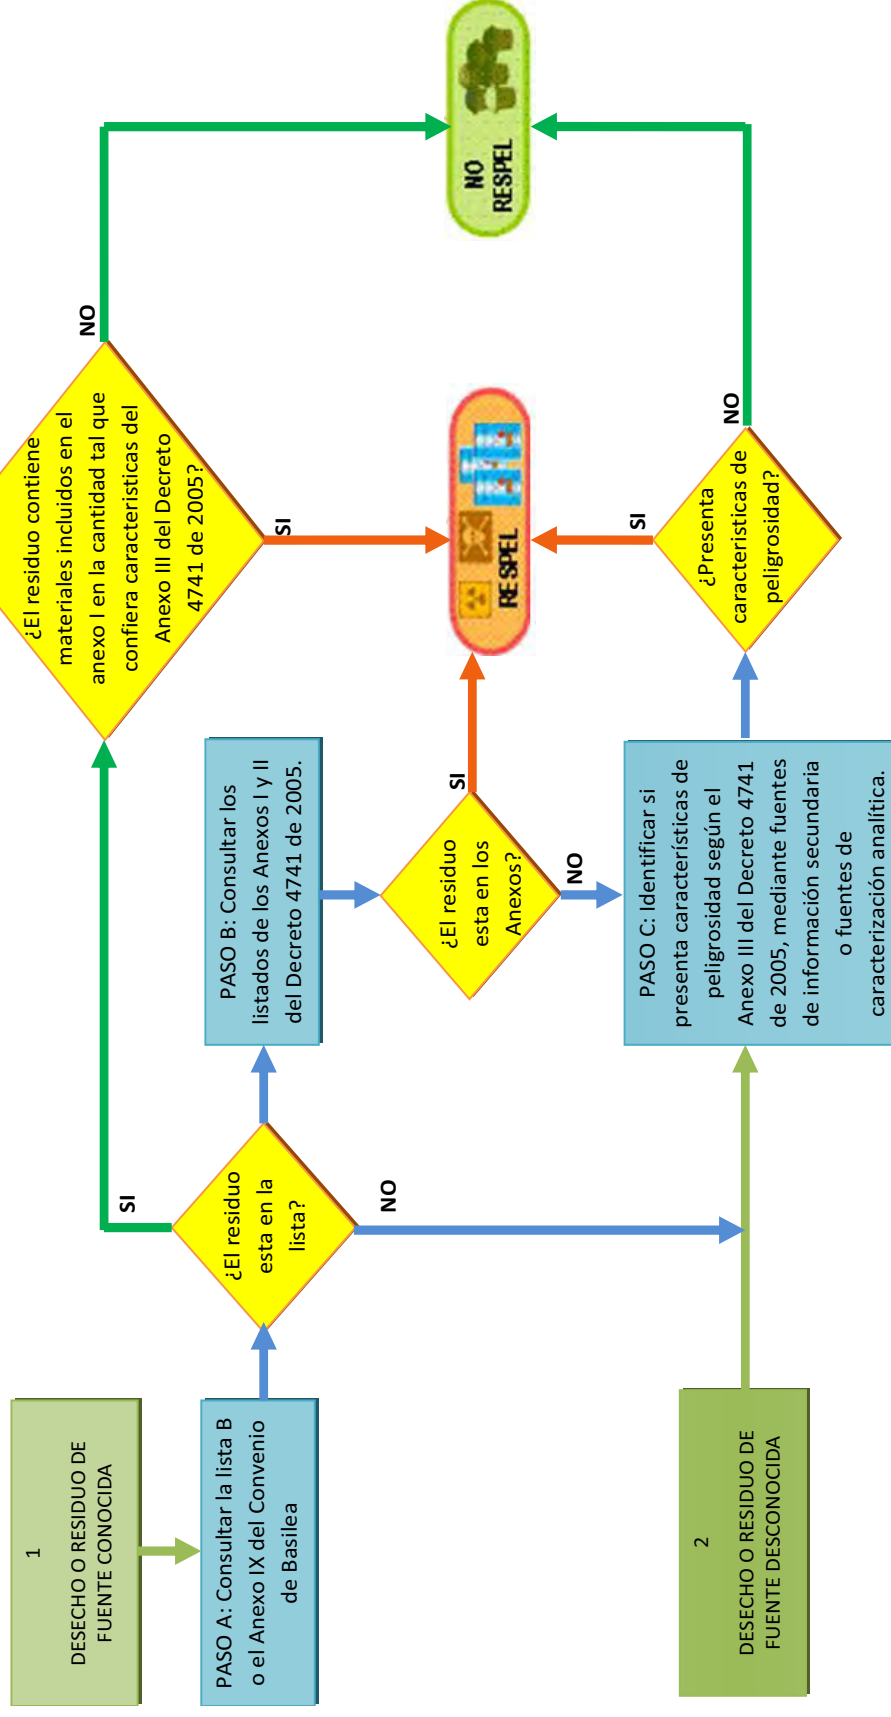 1
DESECHO O RESIDUO DE
FUENTE CONOCIDA
PASO A: Consultar la lista B
o el Anexo IX del Convenio
de Basilea
¿El residuo
esta en la
lista?
SI
NO
¿El residuo contiene
materiales incluidos en el
anexo I en la cantidad tal que
confiera caracteristicas del
Anexo III del Decreto
4741 de 2005?
NO
SI
PASO B: Consultar los
listados de los Anexos I y II
del Decreto 4741 de 2005.
¿El residuo
esta en los
Anexos?
SI
NO
RESPEL
NO
RESPEL
2
DESECHO O RESIDUO DE
FUENTE DESCONOCIDA
PASO C: Identificar si
presenta características de
peligrosidad según el
Anexo III del Decreto 4741
de 2005, mediante fuentes
de información secundaria
o fuentes de
caracterización analítica.
¿Presenta
caracteristicas de
peligrosidad?
SI
NO